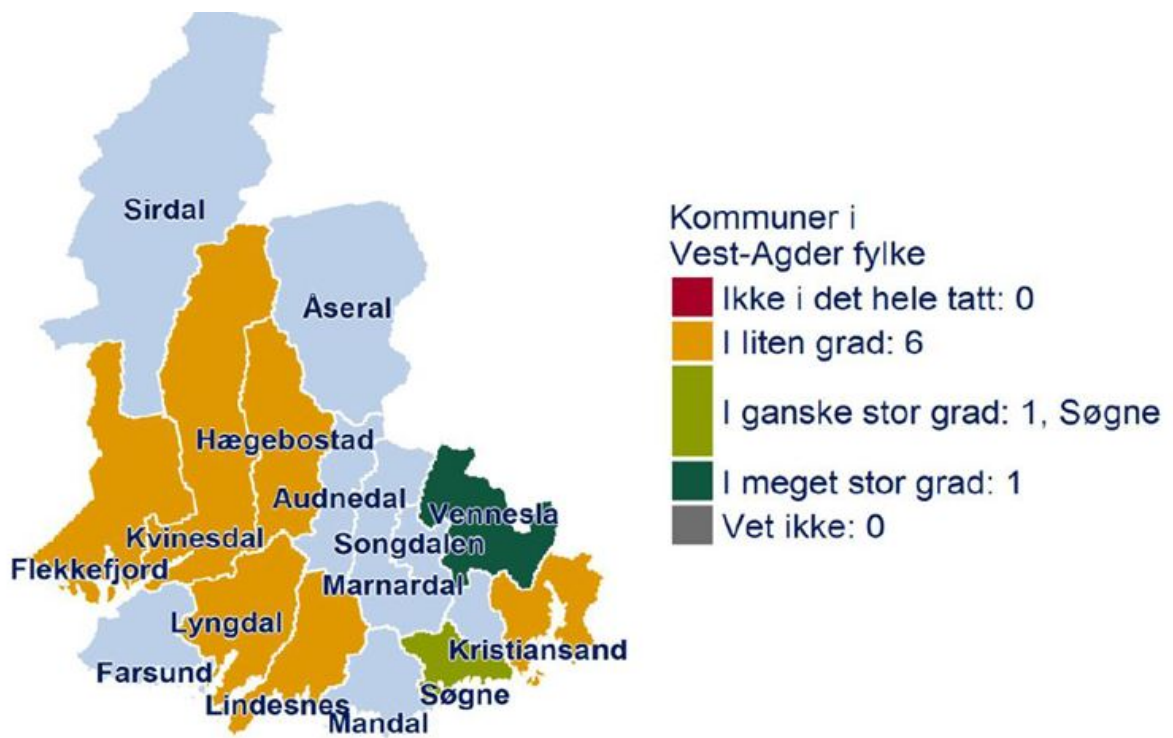 Sirdal
Åseral
Hægebostad
Audnedal
Vennesla
Kvinesdal
Songdalen
Flekkefjord
Marnardal
Lyngdal
Kristiansand
Farsund
Søgne
Lindesnes
Mandal
Kommuner i
Vest-Agder fylke
Ikke i det hele tatt: 0
I liten grad: 6
I ganske stor grad: 1, Søgne
I meget stor grad: 1
Vet ikke: 0